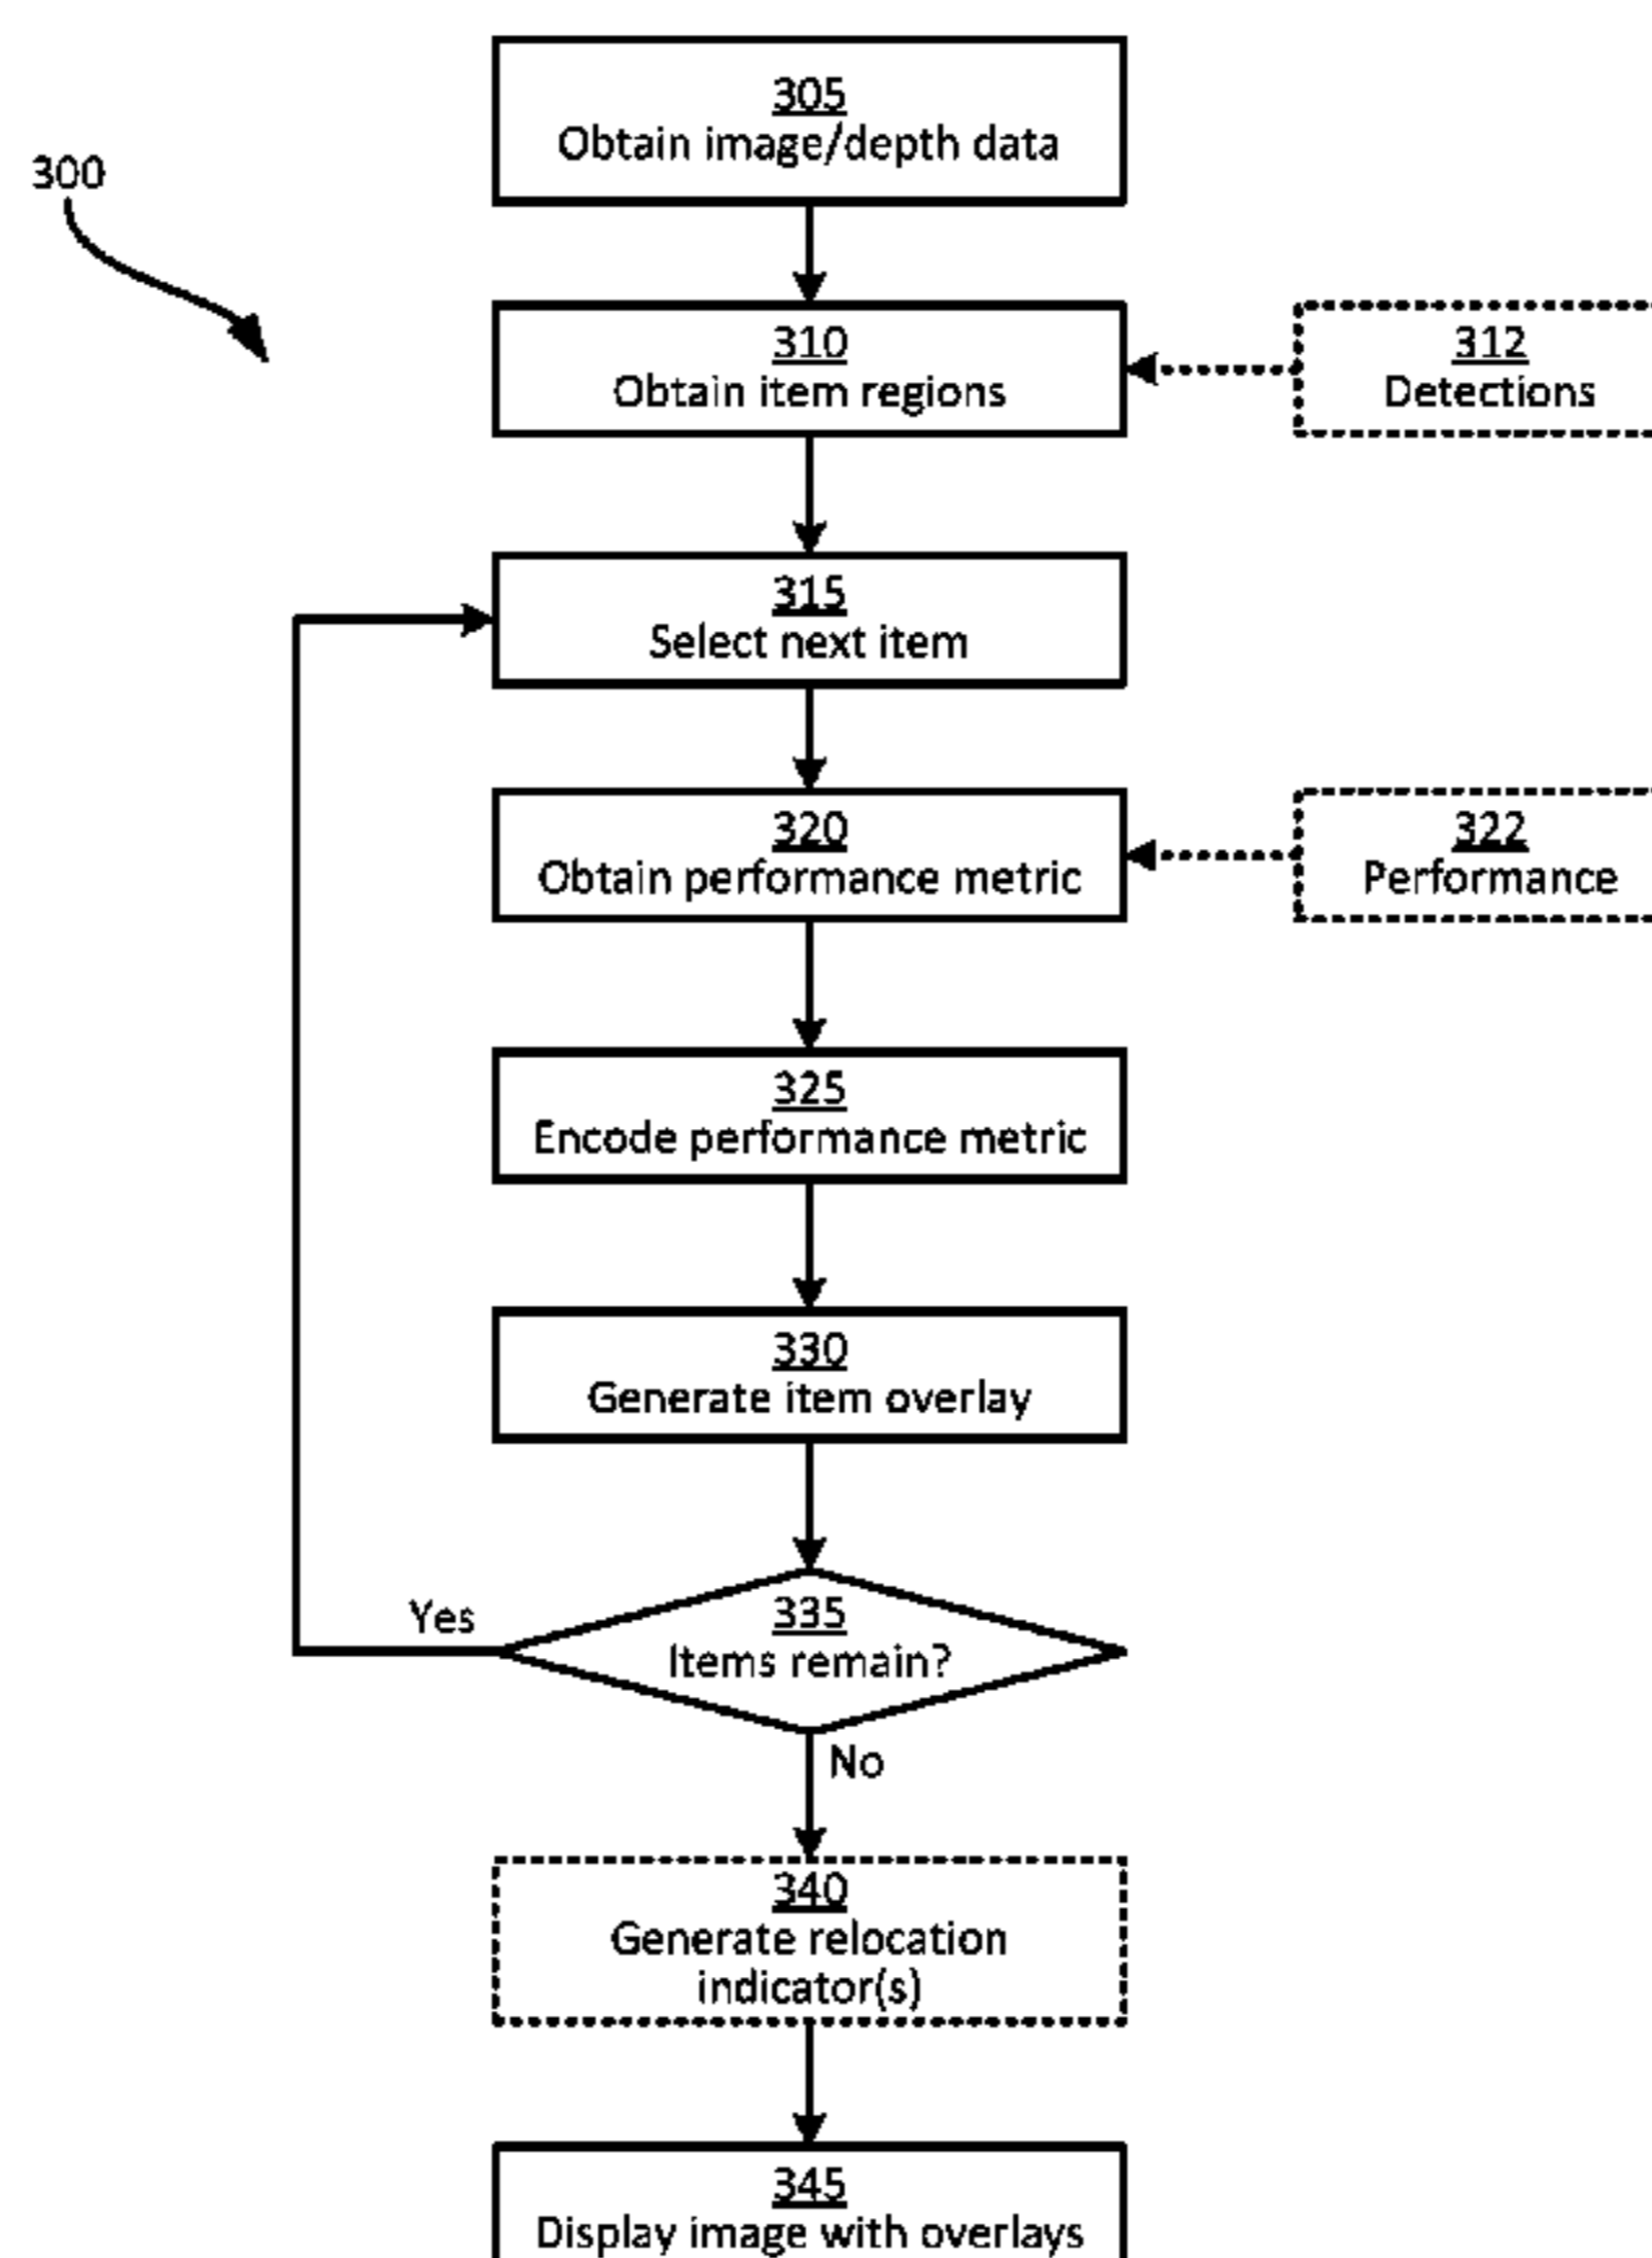 305
Obtain image/depth data
300
310
Obtain item regions
312
Detections
315
Select next item
320
Obtain performance metric
322
Performance
325
Encode performance metric
330
Generate item overlay
335
Items remain?
Yes
No
340
Generate relocation
indicator(s)
345
Display image with overlays